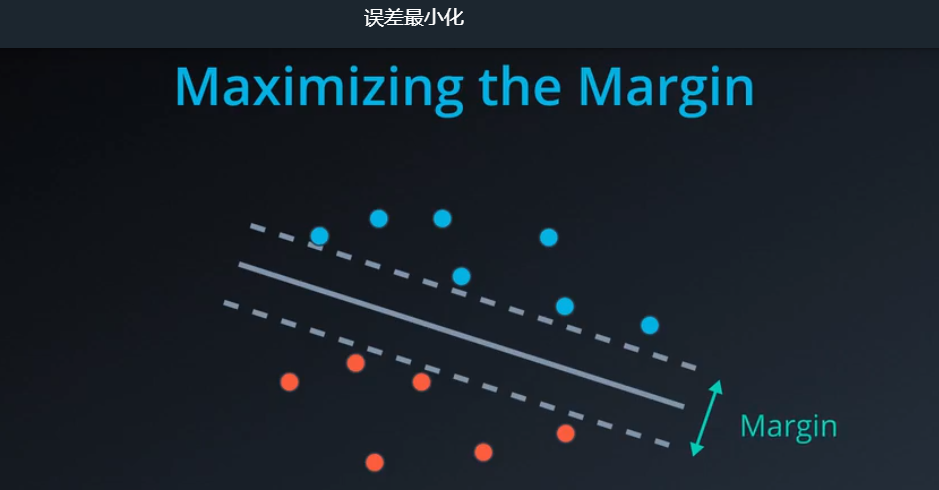 误差最小化
Maximizing the Margin
Margin